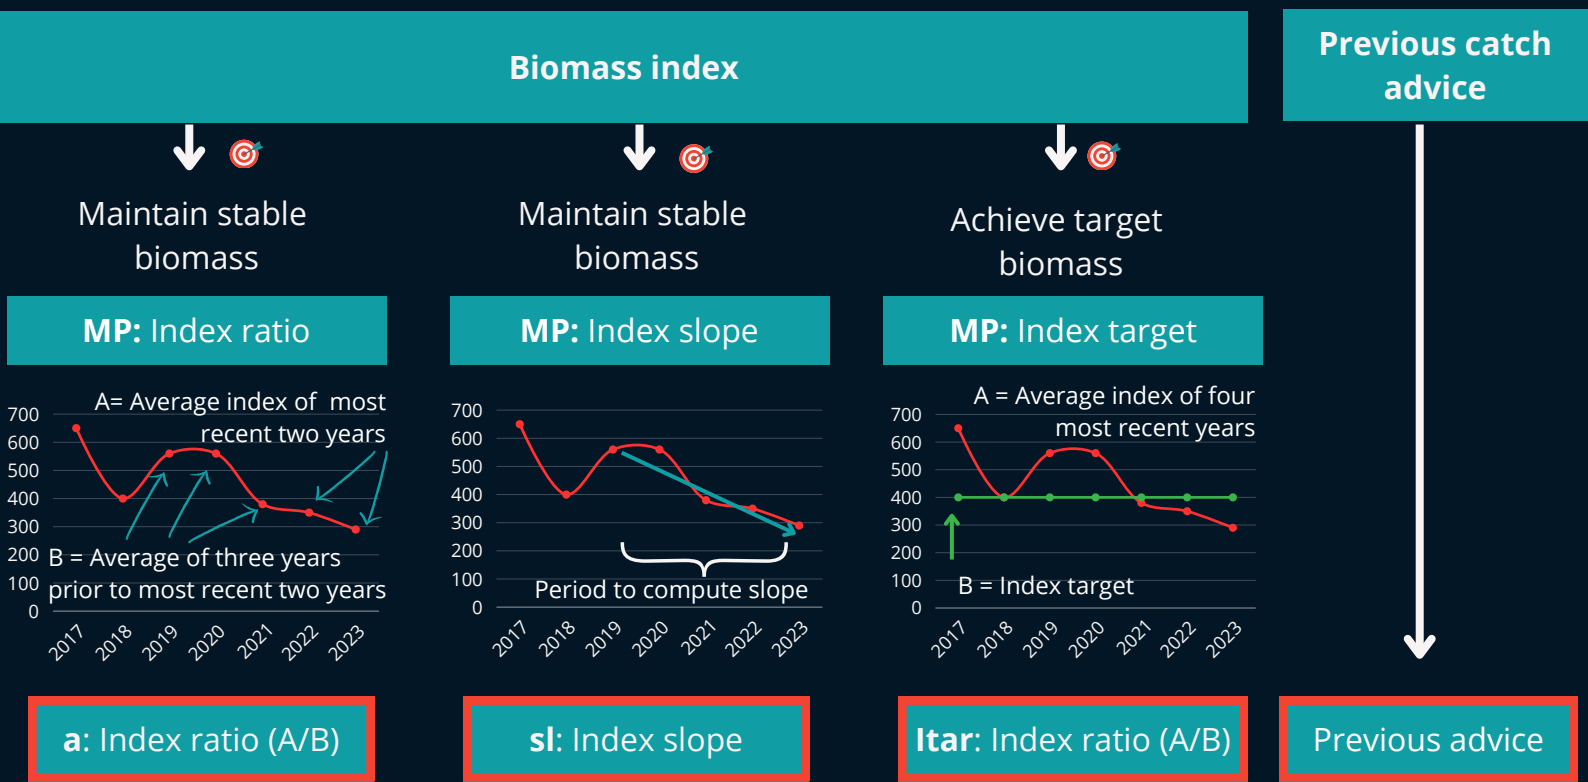 Biomass index
Previous catch
advice
Maintain stable
biomass
Maintain stable
biomass
Achieve target
biomass
MP: Index ratio
MP: Index slope
MP: Index target
A= Average index of most
recent two years
700
600
500
400
300
200
100
0
B = Average of three years
prior to most recent two years
2017
2018
2019
2020
2021
2022
2023
700
600
500
400
300
200
100
0
Period to compute slope
2017
2018
2019
2020
2021
2022
2023
A = Average index of four
most recent years
700
600
500
400
300
200
100
0
B = Index target
2017
2018
2019
2020
2021
2022
2023
a: Index ratio (A/B)
sl: Index slope
Itar: Index ratio (A/B)
Previous advice